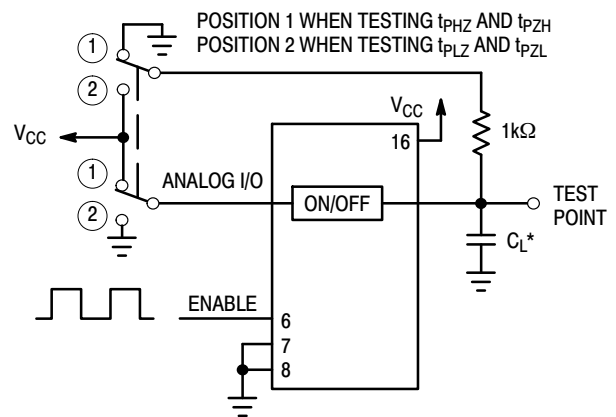 POSITION 1 WHEN TESTING tPHZ AND tPZH
POSITION 2 WHEN TESTING tPLZ AND tPZL
1
2
VCC
1
2
ANALOG I/O
ON/OFF
VCC
16
1kΩ
TEST
POINT
CL*
ENABLE
6
7
8